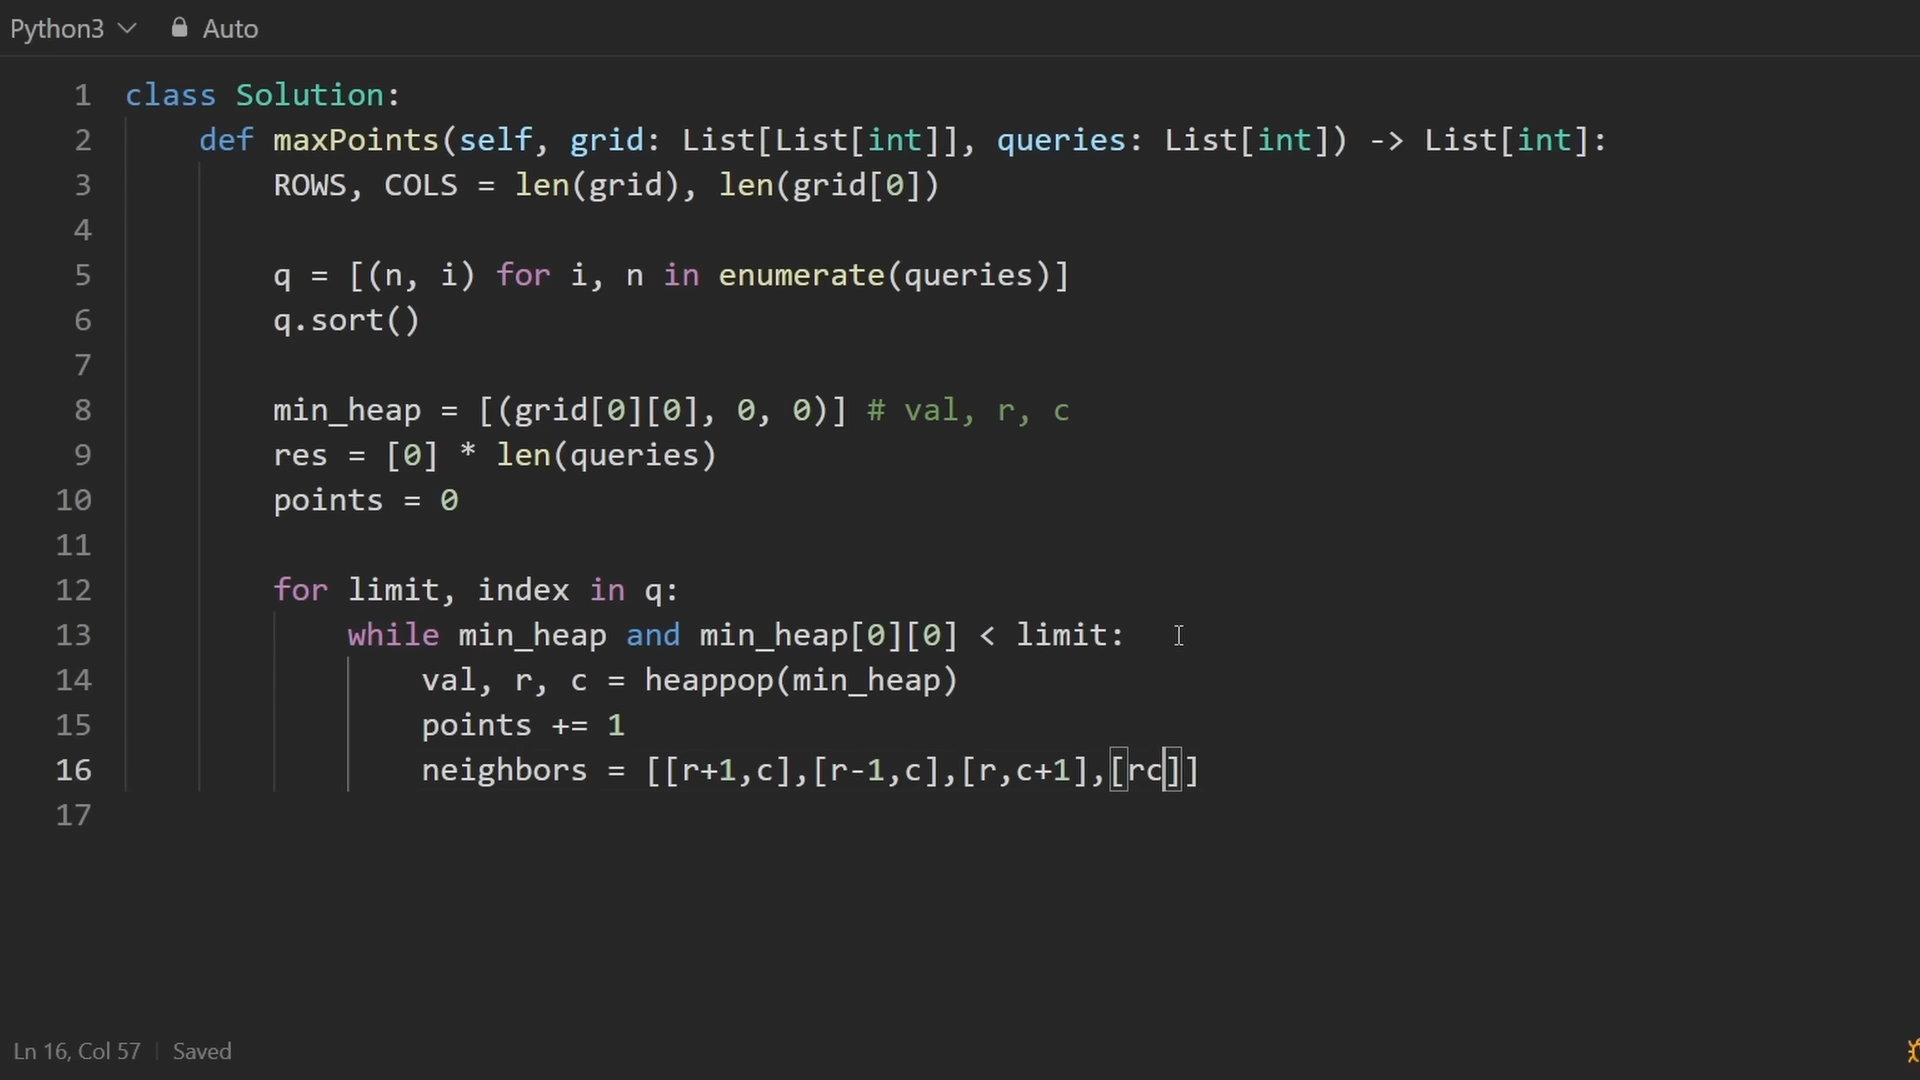 Python3 Auto
1 class Solution:
2 def maxPoints(self, grid: List[List[int]], queries: List[int]) -> List[int]:
3 ROWS, COLS = len(grid), len(grid[0])
4
5 q = [(n, i) for i, n in enumerate(queries)]
6 q.sort()
7
8 min_heap = [(grid[0][0], 0, 0)] # val, r, c
9 res = [0] * len(queries)
10 points = 0
11
12 for limit, index in q:
13 while min_heap and min_heap[0][0] < limit:
14 val, r, c = heappop(min_heap)
15 points += 1
16 neighbors = [[r+1,c],[r-1,c],[r,c+1],[rc]]
17
Ln 16, Col 57 Saved